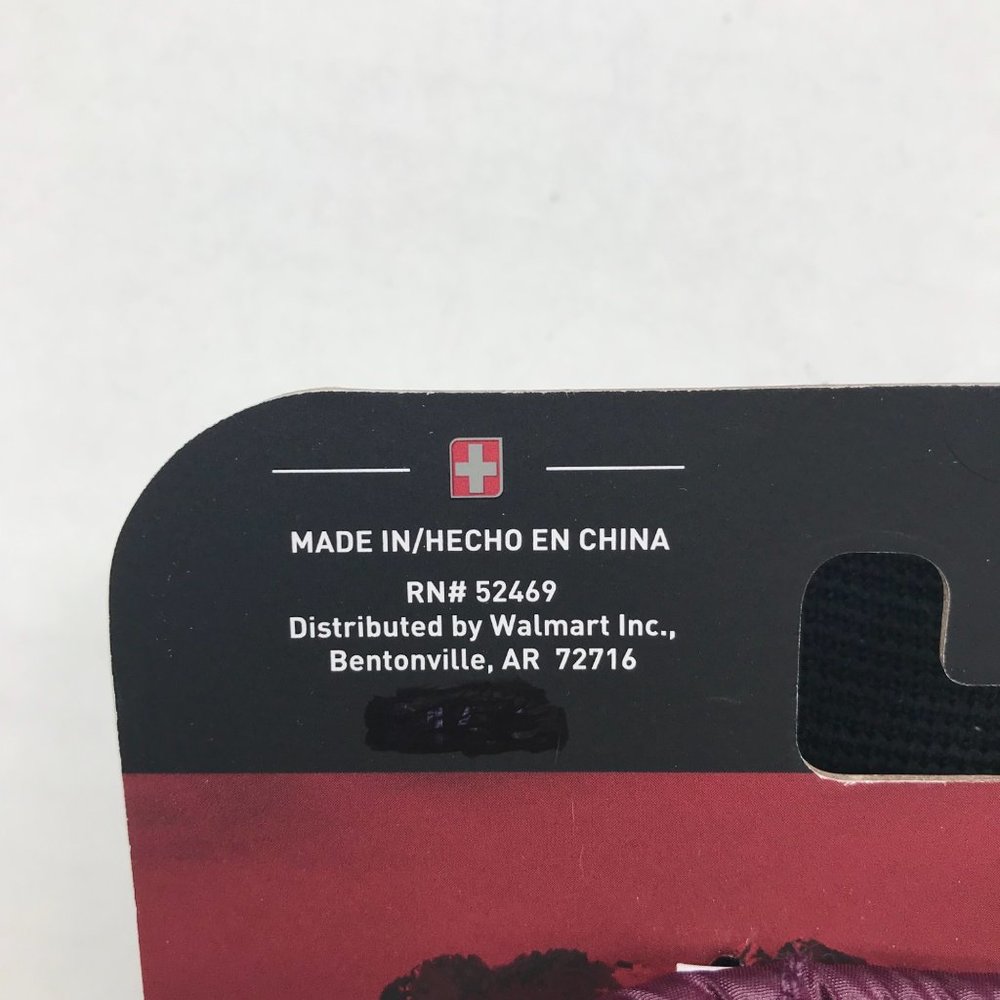 MADE IN/HECHO EN CHINA
RN# 52469
Distributed by Walmart Inc.,
Bentonville, AR 72716